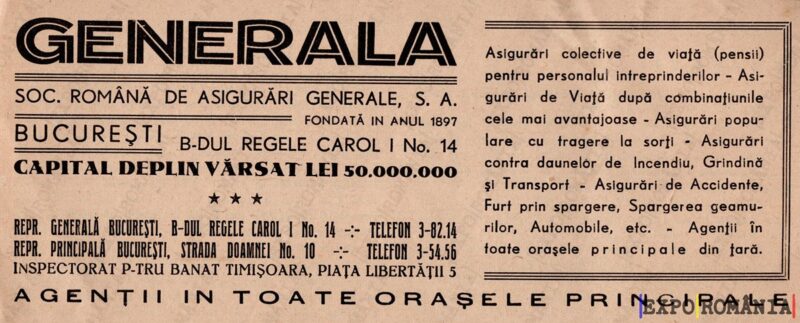 GENERALA
SOC. ROMÂNĂ DE ASIGURĂRI GENERALE, S. A.
FONDATĂ IN ANUL 1897
BUCUREŞTI B-DUL REGELE CAROL I No. 14
CAPITAL DEPLIN VĂRSAT LEI 50.000.000
★ ★ ★
REPR. GENERALĂ BUCUREŞTI, B-DUL REGELE CAROL I No. 14 -:- TELEFON 3-82.14
REPR. PRINCIPALĂ BUCUREŞTI, STRADA DOAMNEI No. 10 -:- TELEFON 3-54.56
INSPECTORAT P-TRU BANAT TIMIŞOARA, PIAŢA LIBERTĂŢII 5
Asigurări colective de viaţă (pensii)
pentru personalul intreprinderilor - Asi-
gurări de Viaţă după combinaţiunile
cele mai avantajoase - Asigurări popu-
lare cu tragere la sorţi - Asigurări
contra daunelor de Incendiu, Grindină
şi Transport - Asigurări de Accidente,
Furt prin spargere, Spargerea geamu-
rilor, Automobile, etc. - Agenţii în
toate oraşele principale din ţară.
AGENŢII IN TOATE ORAŞELE PRINCIPALE
EXPO ROMÂNIA